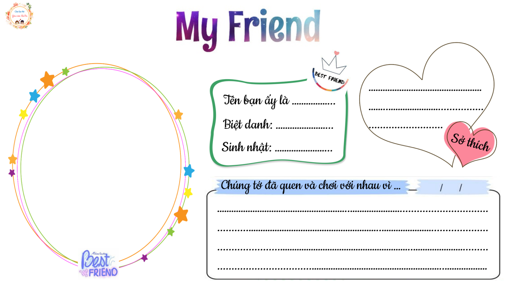 My Friend
BEST FRIEND
Tên bạn ấy là ...............
Biệt danh: ....................
Sinh nhật: ....................
Sở thích
Chúng tớ đã quen và chơi với nhau vì ...
/ /
Best
FRIEND